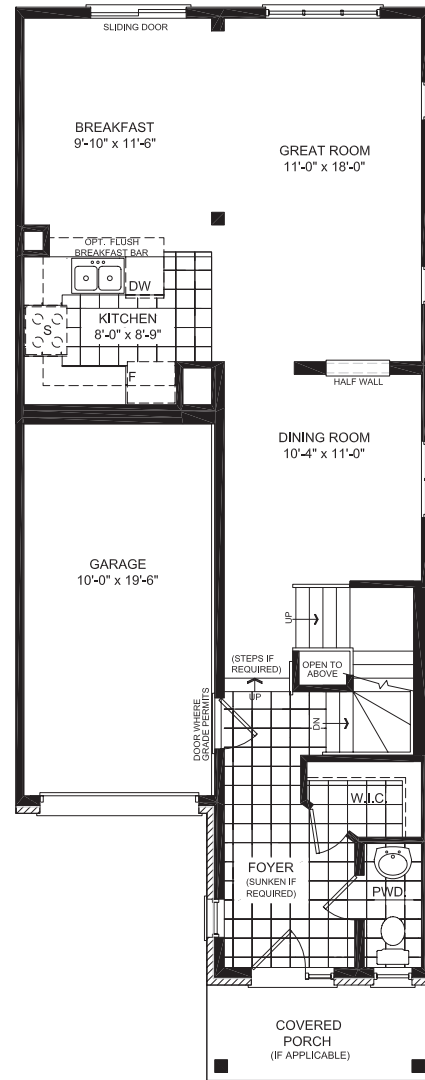 SLIDING DOOR
BREAKFAST
9'-10" x 11'-6"
GREAT ROOM
11'-0" x 18'-0"
OPT. FLUSH
BREAKFAST BAR
DW
KITCHEN
8'-0" x 8'-9"
S
F
HALF WALL
DINING ROOM
10'-4" x 11'-0"
GARAGE
10'-0" x 19'-6"
UP
(STEPS IF
REQUIRED)
OPEN TO
ABOVE
UP
DN
DOOR WHERE
GRADE PERMITS
W.I.C.
FOYER
(SUNKEN IF
REQUIRED)
PWD.
COVERED
PORCH
(IF APPLICABLE)